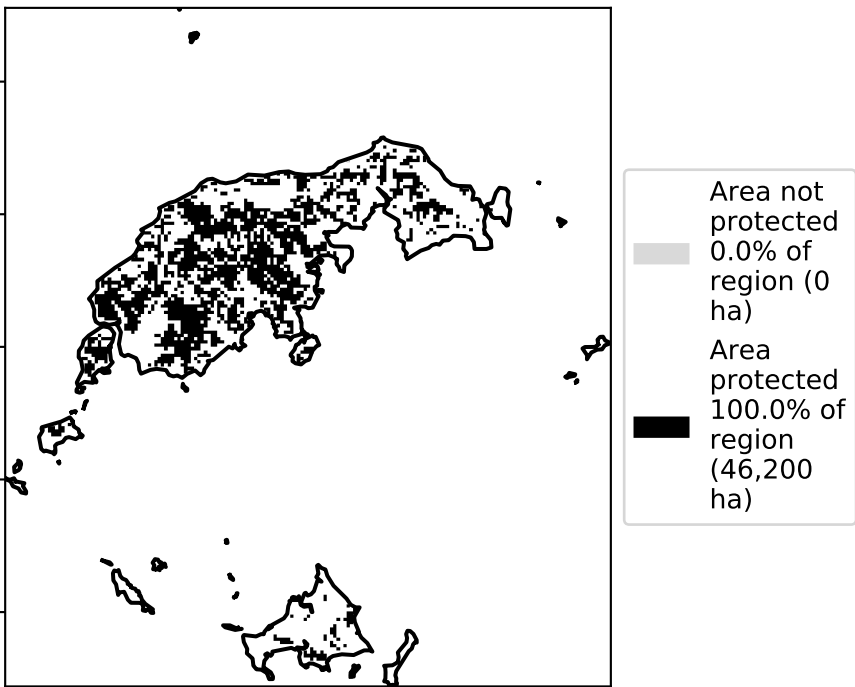 Area not
protected
0.0% of
region (0
ha)
Area
protected
100.0% of
region
(46,200
ha)